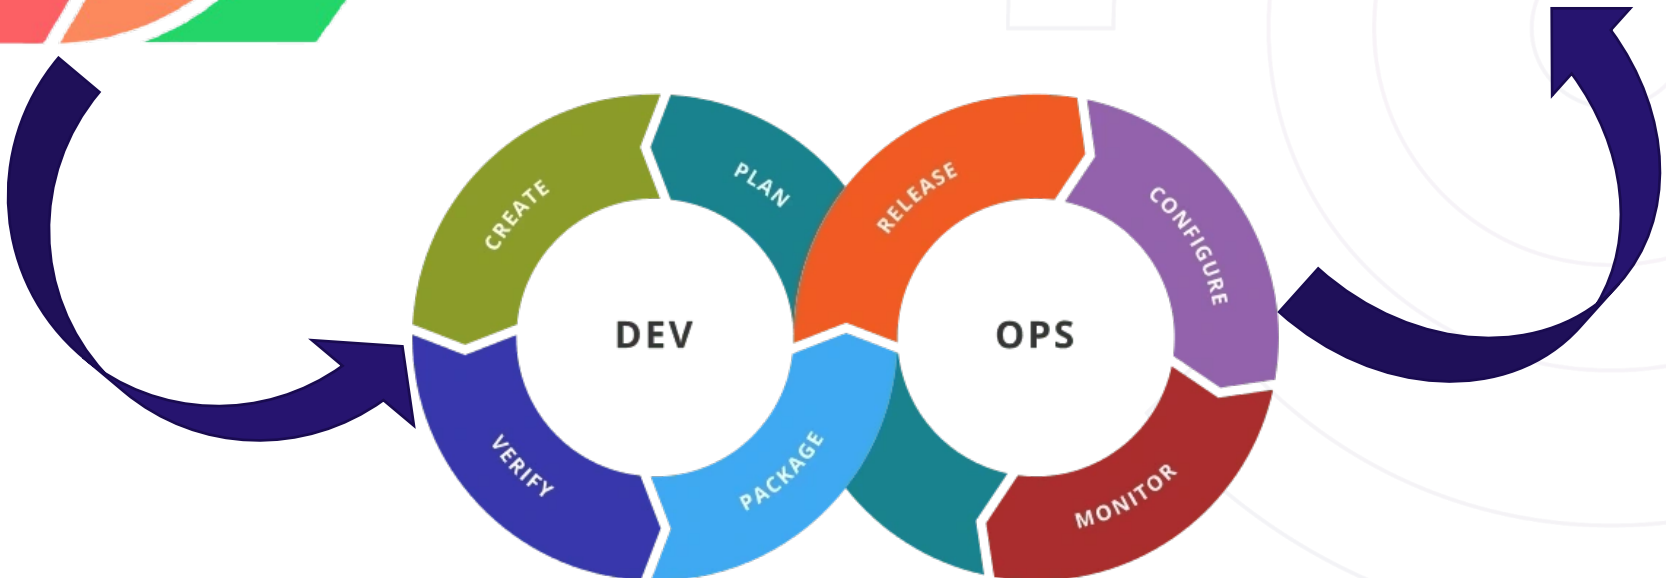 CREATE
PLAN
RELEASE
CONFIGURE
DEV
OPS
VERIFY
PACKAGE
MONITOR